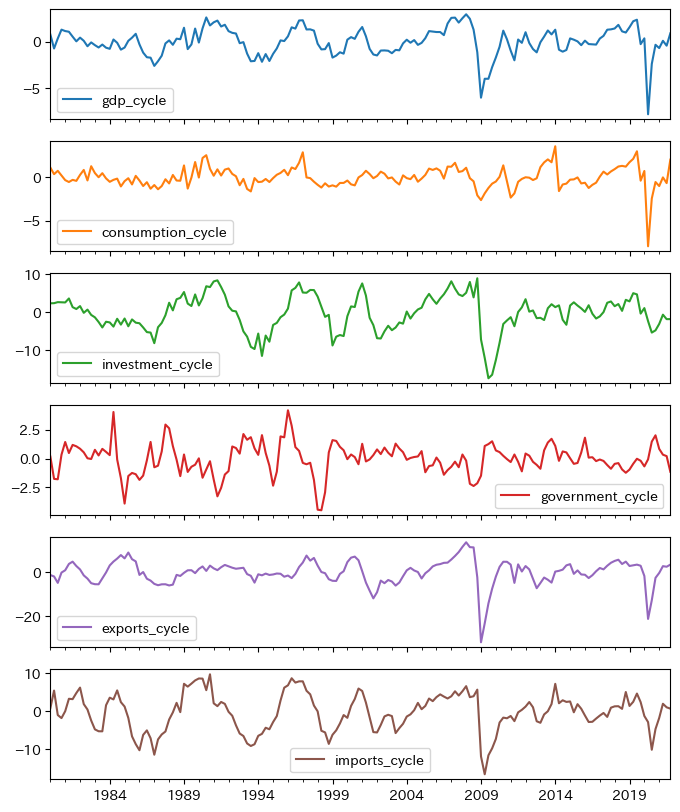 0
−5
gdp_cycle
0
−5
consumption_cycle
10
0
−10
investment_cycle
2.5
0.0
−2.5
government_cycle
0
−20
exports_cycle
10
0
−10
imports_cycle
1984 1989 1994 1999 2004 2009 2014 2019